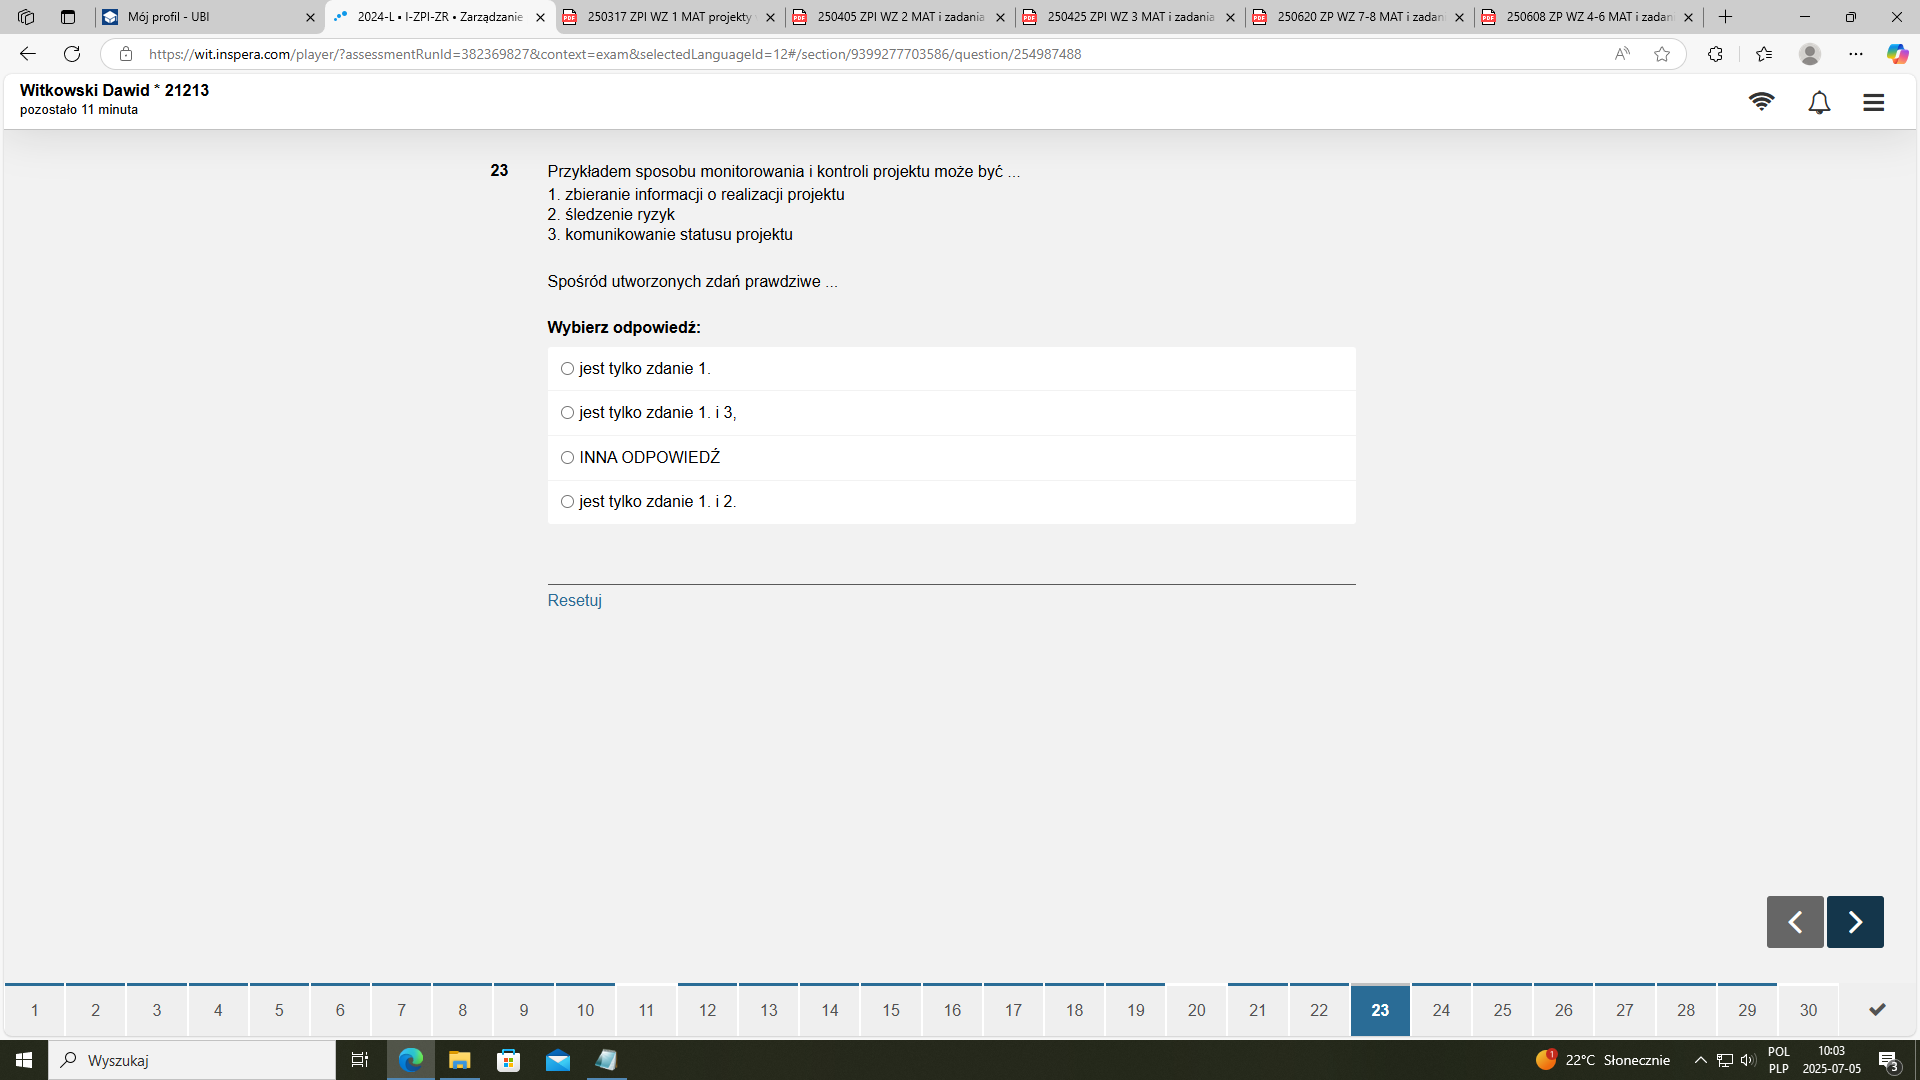 Mój profil - UBI
2024-L • I-ZPI-ZR • Zarządzanie
250317 ZPI WZ 1 MAT projekty
250405 ZPI WZ 2 MAT i zadania
250425 ZPI WZ 3 MAT i zadania
250620 ZP WZ 7-8 MAT i zadan
250608 ZP WZ 4-6 MAT i zadan
https://wit.inspera.com/player/?assessmentRunId=382369827&context=exam&selectedLanguageId=12#/section/9399277703586/question/254987488
Witkowski Dawid * 21213
pozostało 11 minuta
23 Przykładem sposobu monitorowania i kontroli projektu może być ...
1. zbieranie informacji o realizacji projektu
2. śledzenie ryzyk
3. komunikowanie statusu projektu
Spośród utworzonych zdań prawdziwe ...
Wybierz odpowiedź:
jest tylko zdanie 1.
jest tylko zdanie 1. i 3,
INNA ODPOWIEDŹ
jest tylko zdanie 1. i 2.
Resetuj
1 2 3 4 5 6 7 8 9 10 11 12 13 14 15 16 17 18 19 20 21 22 23 24 25 26 27 28 29 30
Wyszukaj
1
22°C Słonecznie
POL
PLP
10:03
2025-07-05
3